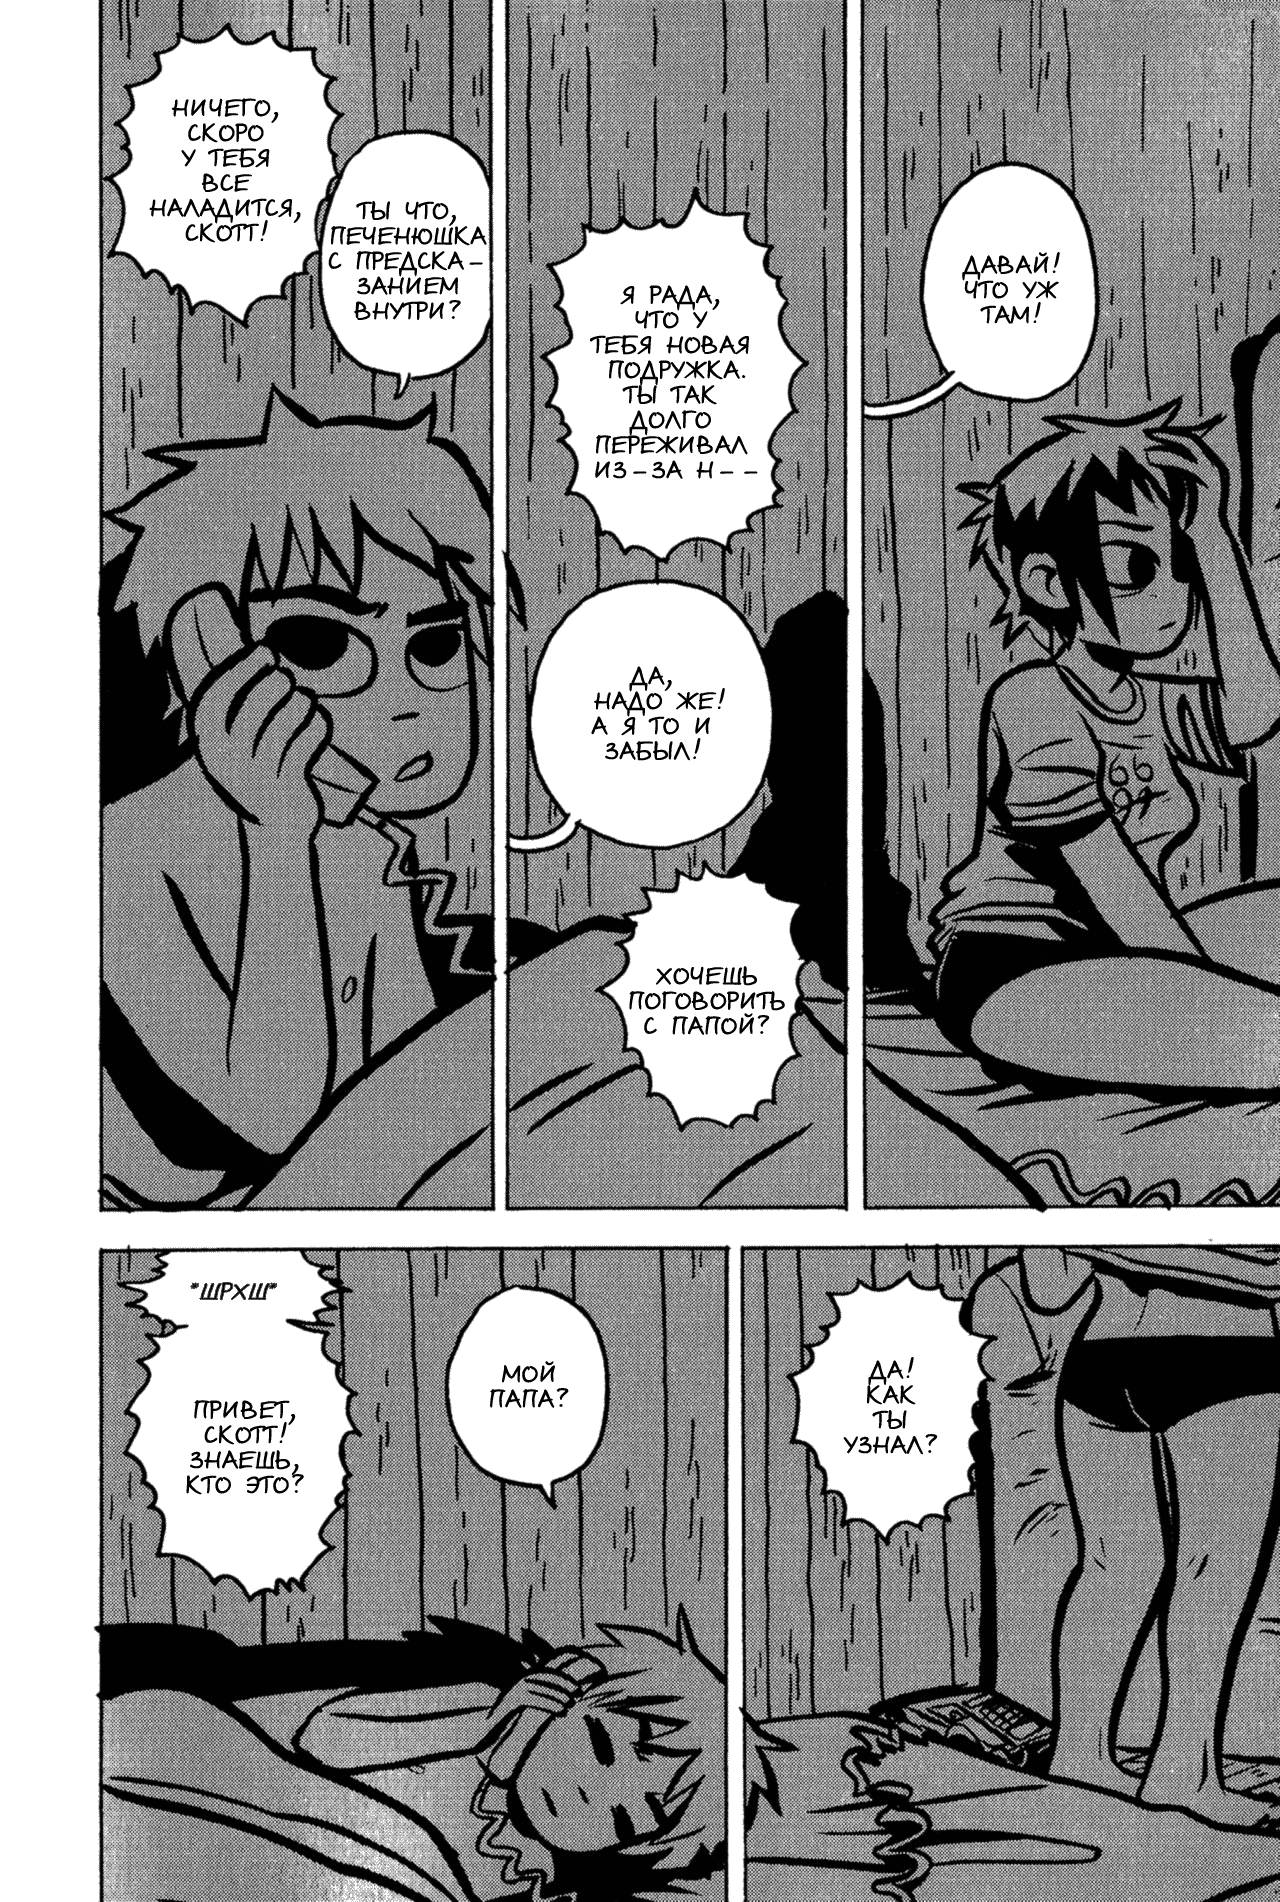 НИЧЕГО,
СКОРО
У ТЕБЯ
ВСЕ
НАЛАДИТСЯ,
СКОТТ!
ТЫ ЧТО,
ПЕЧЕНЮШКА
С ПРЕДСКА-
ЗАНИЕМ
ВНУТРИ?
Я РАДА,
ЧТО У
ТЕБЯ НОВАЯ
ПОДРУЖКА.
ТЫ ТАК
ДОЛГО
ПЕРЕЖИВАЛ
ИЗ-ЗА Н--
ДА,
НАДО ЖЕ!
А Я ТО И
ЗАБЫЛ!
ХОЧЕШЬ
ПОГОВОРИТЬ
С ПАПОЙ?
ДАВАЙ!
ЧТО УЖ
ТАМ!
66
*ШРХШ*
ПРИВЕТ,
СКОТТ!
ЗНАЕШЬ,
КТО ЭТО?
МОЙ
ПАПА?
ДА!
КАК
ТЫ
УЗНАЛ?